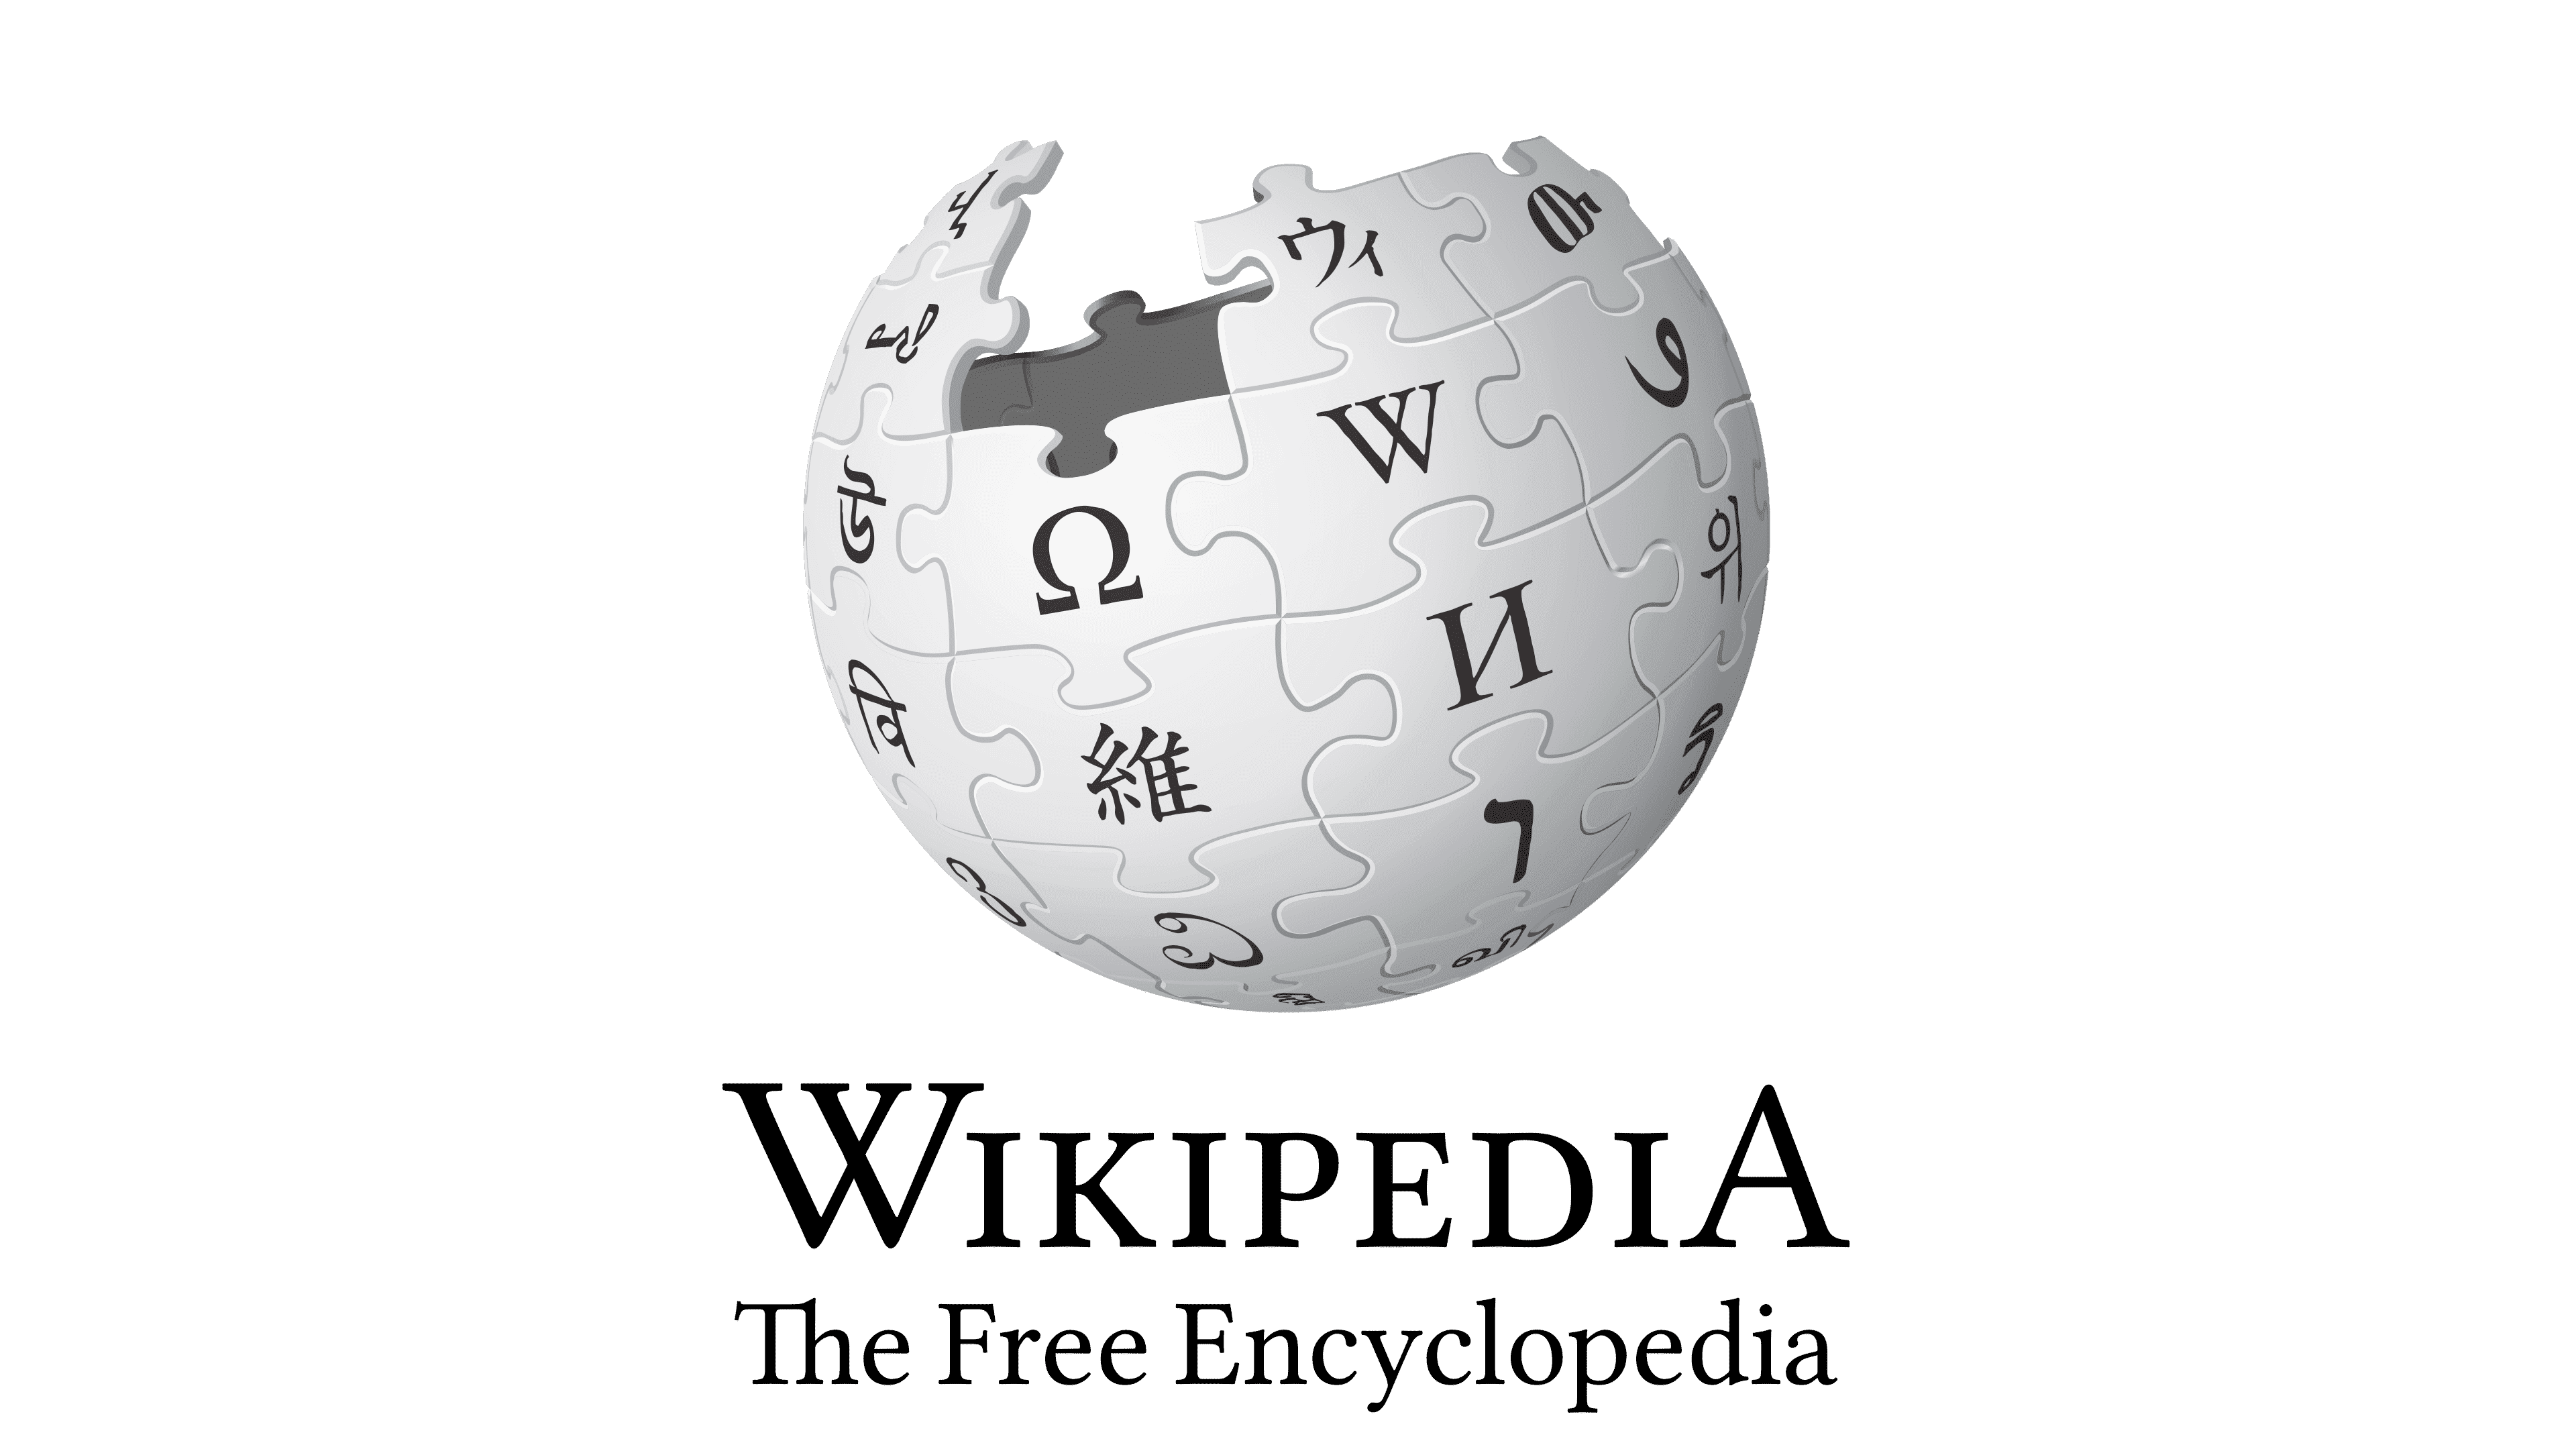 ウィ
و
W
Ω
위
И
वि
維
ר
WIKIPEDIA
The Free Encyclopedia